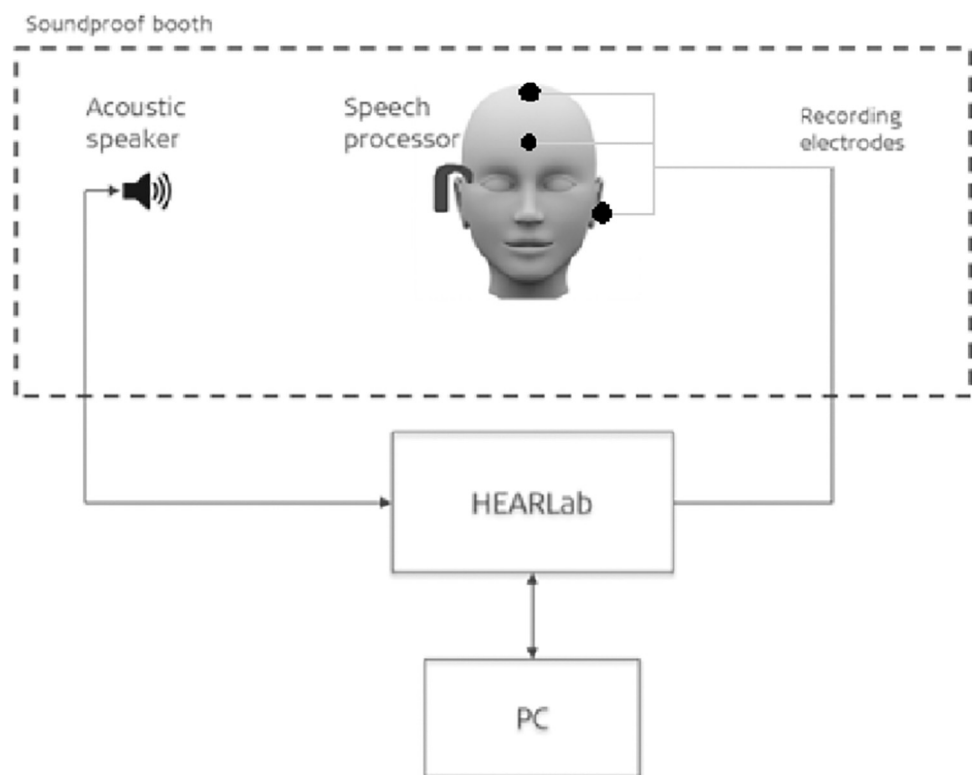 Soundproof booth
Acoustic
speaker
Speech
processor
Recording
electrodes
HEARLab
PC